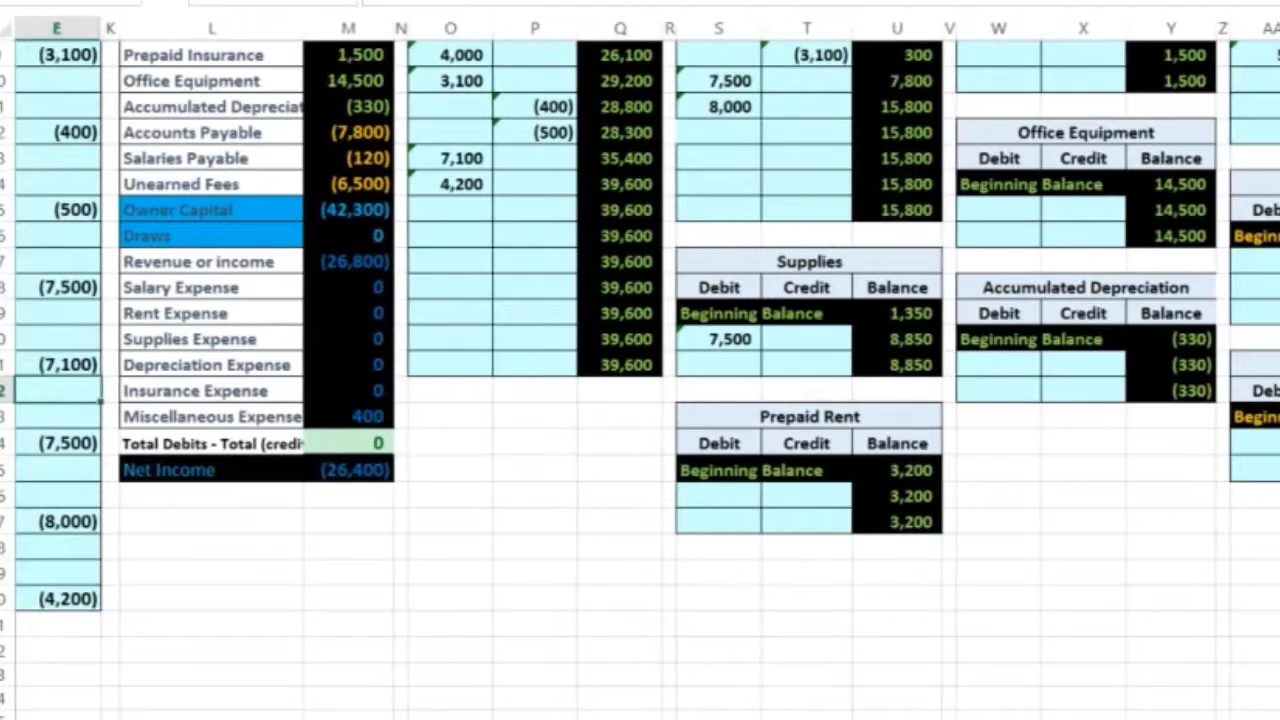 E K L M N O P Q R S T U V W X Y Z AA
(3,100) Prepaid Insurance 1,500 4,000 26,100 (3,100) 300 1,500
Office Equipment 14,500 3,100 29,200 7,500 7,800 1,500
Accumulated Depreciat (330) (400) 28,800 8,000 15,800
(400) Accounts Payable (7,800) (500) 28,300 15,800 Office Equipment
Salaries Payable (120) 7,100 35,400 15,800 Debit Credit Balance
Unearned Fees (6,500) 4,200 39,600 15,800 Beginning Balance 14,500
(500) Owner Capital (42,300) 39,600 15,800 14,500 Deb
Draws 0 39,600 14,500 Begin
Revenue or income (26,800) 39,600 Supplies
(7,500) Salary Expense 0 39,600 Debit Credit Balance Accumulated Depreciation
Rent Expense 0 39,600 Beginning Balance 1,350 Debit Credit Balance
Supplies Expense 0 39,600 7,500 8,850 Beginning Balance (330)
(7,100) Depreciation Expense 0 39,600 8,850 (330)
Insurance Expense 0 (330) Deb
Miscellaneous Expense 400 Prepaid Rent Begin
(7,500) Total Debits - Total (credi 0 Debit Credit Balance
Net Income (26,400) Beginning Balance 3,200
3,200
(8,000) 3,200
(4,200)